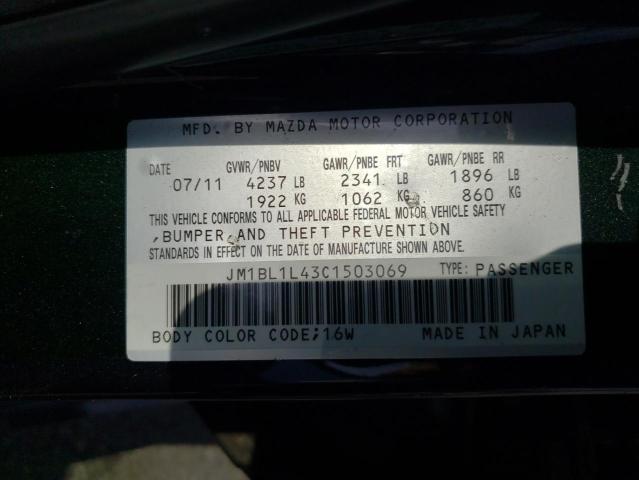 MFD. BY MAZDA MOTOR CORPORATION
DATE GVWR/PNBV GAWR/PNBE FRT GAWR/PNBE RR
07/11 4237 LB 2341 LB 1896 LB
1922 KG 1062 KG 860 KG
THIS VEHICLE CONFORMS TO ALL APPLICABLE FEDERAL MOTOR VEHICLE SAFETY
,BUMPER, AND THEFT PREVENTION
STANDARDS IN EFFECT ON THE DATE OF MANUFACTURE SHOWN ABOVE.
JM1BL1L43C1503069 TYPE: PASSENGER
BODY COLOR CODE;16W MADE IN JAPAN